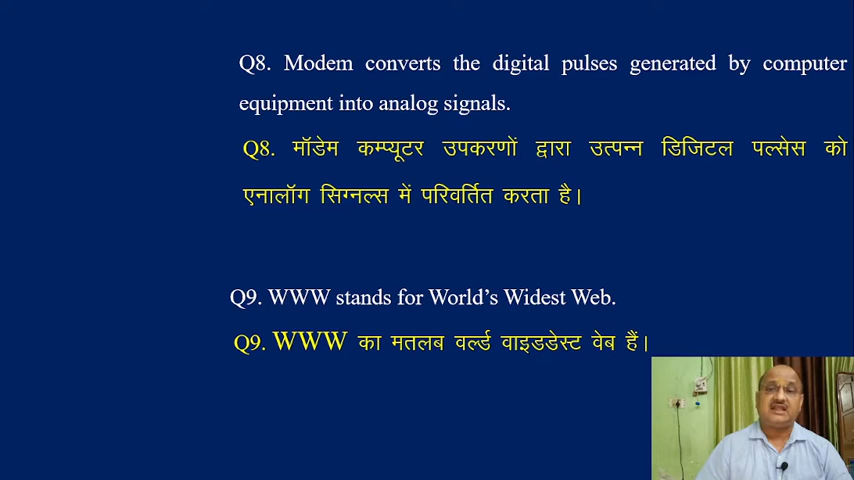 Q8. Modem converts the digital pulses generated by computer
equipment into analog signals.
Q8. मॉडेम कम्प्यूटर उपकरणों द्वारा उत्पन्न डिजिटल पल्सेस को
एनालॉग सिग्नल्स में परिवर्तित करता है।
Q9. WWW stands for World’s Widest Web.
Q9. WWW का मतलब वर्ल्ड वाइडडेस्ट वेब हैं।